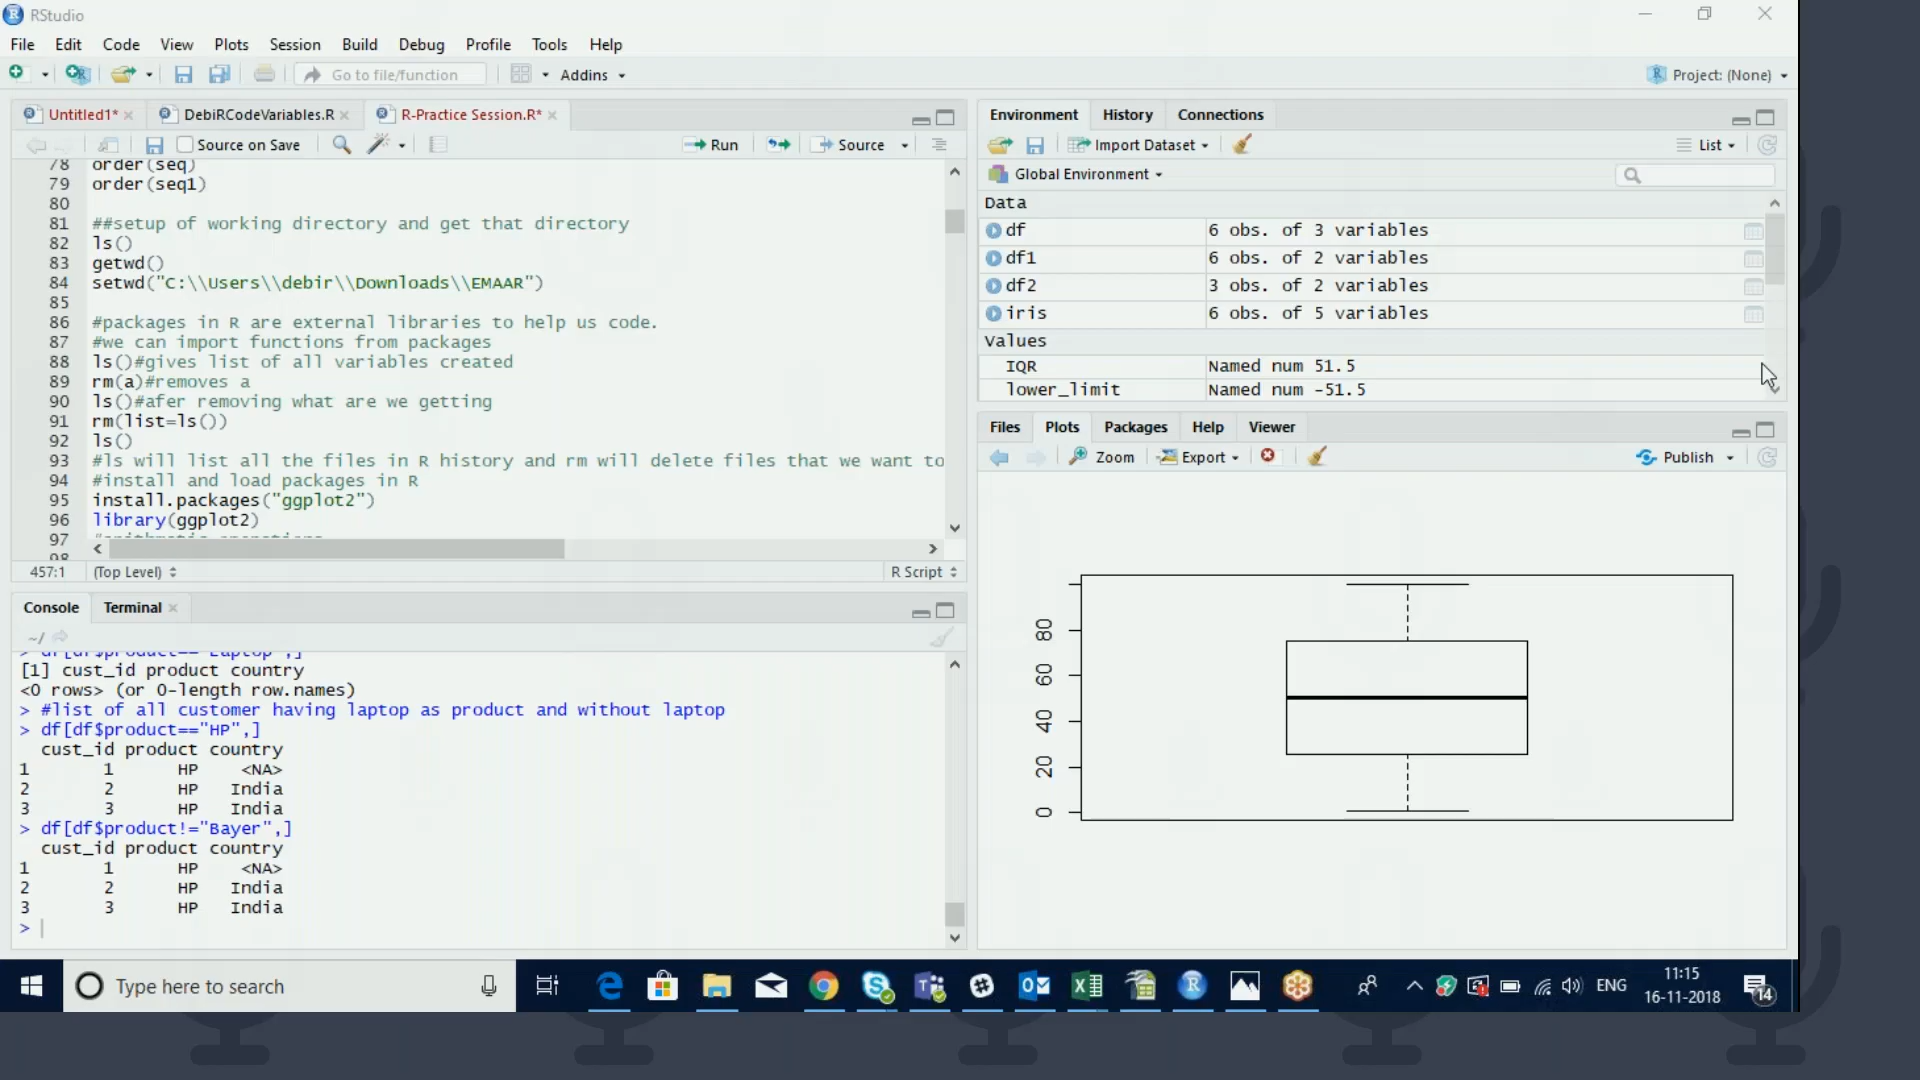 RStudio
File Edit Code View Plots Session Build Debug Profile Tools Help
Go to file/function Addins Project: (None)
Untitled1* DebiRCodeVariables.R R-Practice Session.R*
Source on Save Run Source
78 order(seq)
79 order(seq1)
80
81 ##setup of working directory and get that directory
82 ls()
83 getwd()
84 setwd("C:\\Users\\debir\\Downloads\\EMAAR")
85
86 #packages in R are external libraries to help us code.
87 #we can import functions from packages
88 ls()#gives list of all variables created
89 rm(a)#removes a
90 ls()#afer removing what are we getting
91 rm(list=ls())
92 ls()
93 #ls will list all the files in R history and rm will delete files that we want to
94 #install and load packages in R
95 install.packages("ggplot2")
96 library(ggplot2)
97
98
457:1 (Top Level) R Script
Console Terminal
~/
> df[df$product=="Laptop",]
[1] cust_id product country
<0 rows> (or 0-length row.names)
> #list of all customer having laptop as product and without laptop
> df[df$product=="HP",]
cust_id product country
1 1 HP <NA>
2 2 HP India
3 3 HP India
> df[df$product!="Bayer",]
cust_id product country
1 1 HP <NA>
2 2 HP India
3 3 HP India
>
Environment History Connections
Import Dataset List
Global Environment
Data
df 6 obs. of 3 variables
df1 6 obs. of 2 variables
df2 3 obs. of 2 variables
iris 6 obs. of 5 variables
Values
IQR Named num 51.5
lower_limit Named num -51.5
Files Plots Packages Help Viewer
Zoom Export Publish
80
60
40
20
0
Type here to search
ENG
11:15
16-11-2018
14